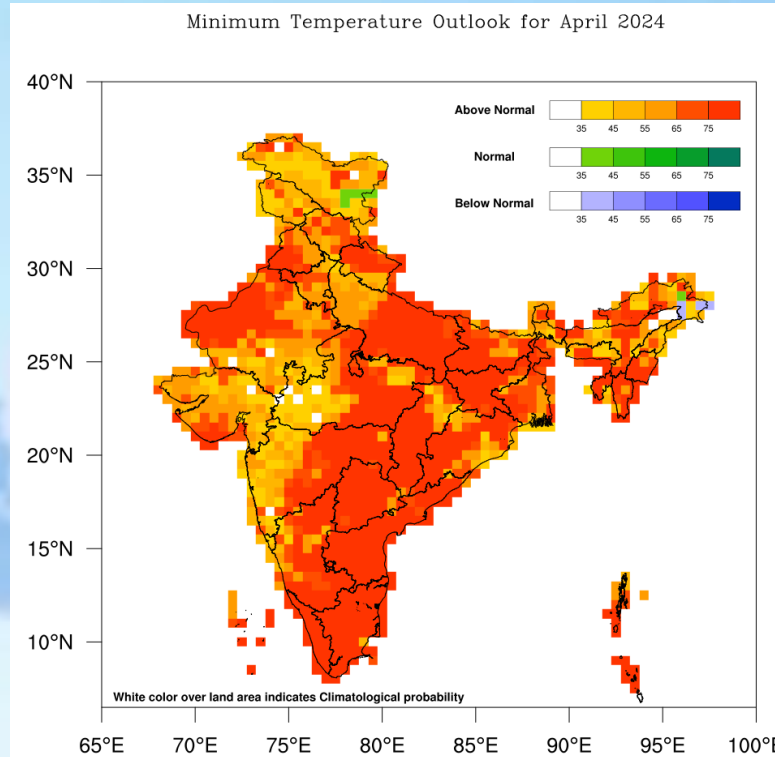 Minimum Temperature Outlook for April 2024
40°N
Above Normal
35 45 55 65 75
Normal
35 45 55 65 75
35°N
Below Normal
35 45 55 65 75
30°N
25°N
20°N
15°N
10°N
White color over land area indicates Climatological probability
65°E 70°E 75°E 80°E 85°E 90°E 95°E 100°E